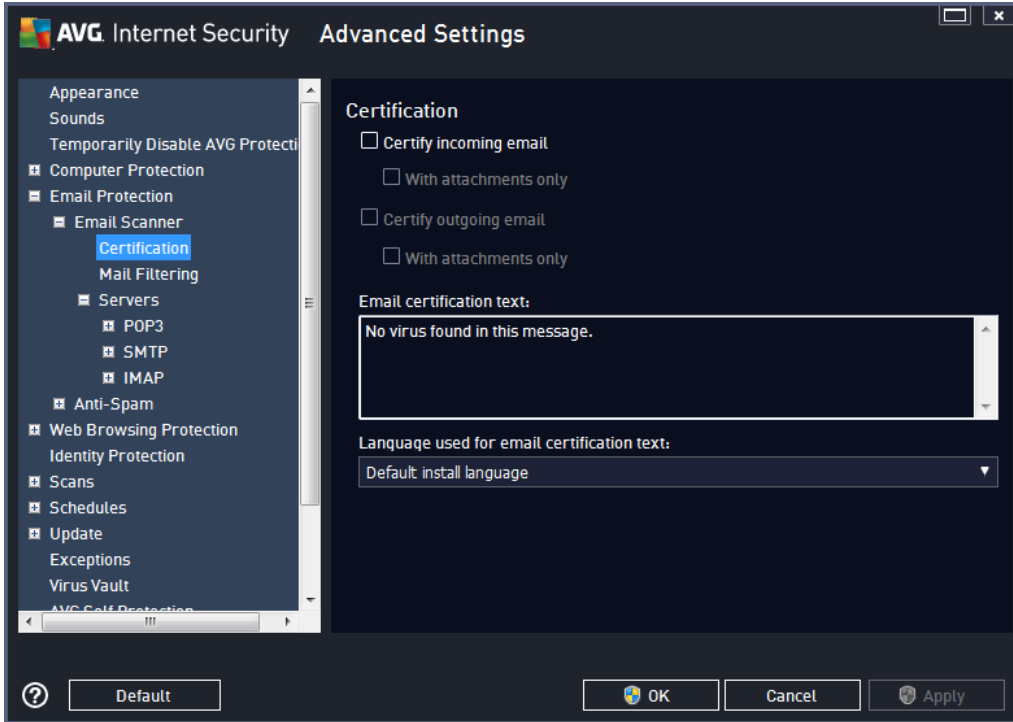 AVG. Internet Security Advanced Settings
Appearance
Sounds
Temporarily Disable AVG Protecti
Computer Protection
Email Protection
Email Scanner
Certification
Mail Filtering
Servers
POP3
SMTP
IMAP
Anti-Spam
Web Browsing Protection
Identity Protection
Scans
Schedules
Update
Exceptions
Virus Vault
AVG Self Protection
Certification
Certify incoming email
With attachments only
Certify outgoing email
With attachments only
Email certification text:
No virus found in this message.
Language used for email certification text:
Default install language
Default
OK
Cancel
Apply